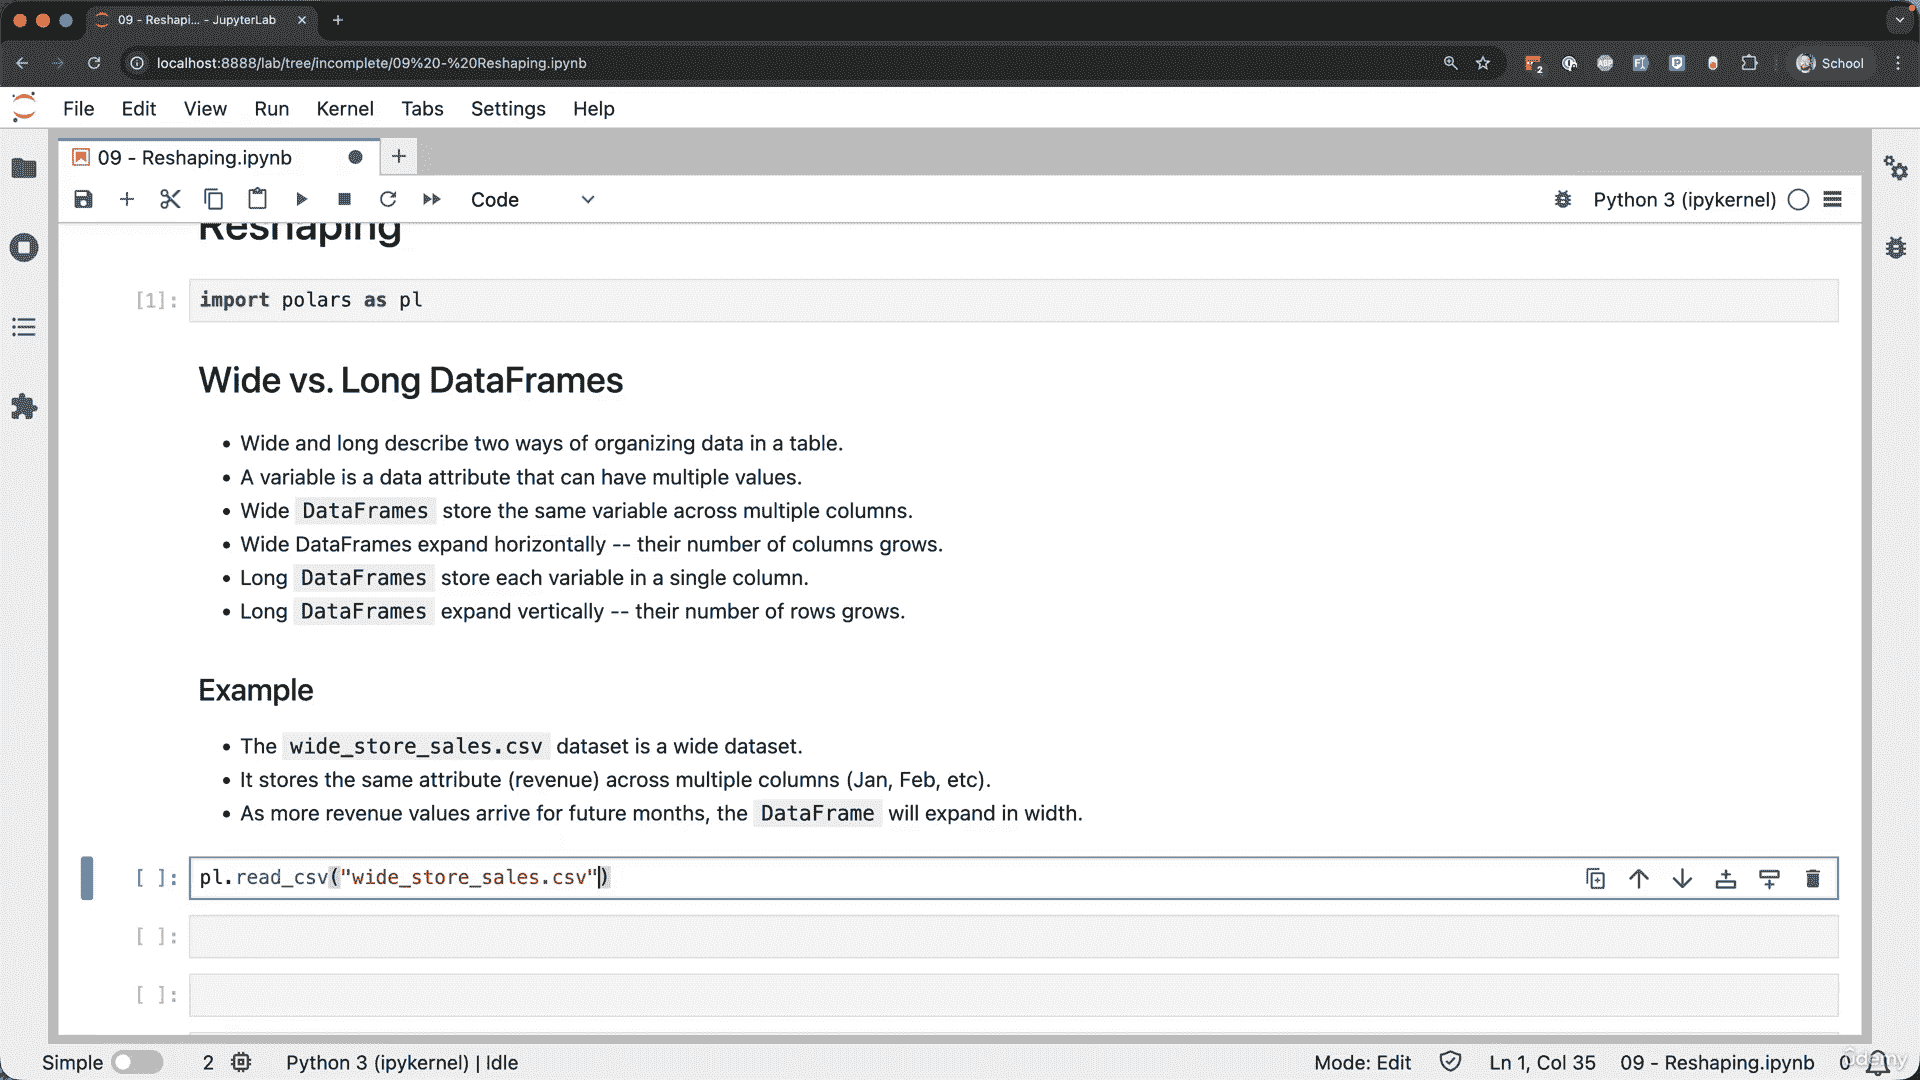 09 - Reshapi... - JupyterLab
localhost:8888/lab/tree/incomplete/09%20-%20Reshaping.ipynb
2
ABP
School
File Edit View Run Kernel Tabs Settings Help
09 - Reshaping.ipynb
Code
Python 3 (ipykernel)
Reshaping
[1]: import polars as pl
Wide vs. Long DataFrames
• Wide and long describe two ways of organizing data in a table.
• A variable is a data attribute that can have multiple values.
• Wide DataFrames store the same variable across multiple columns.
• Wide DataFrames expand horizontally -- their number of columns grows.
• Long DataFrames store each variable in a single column.
• Long DataFrames expand vertically -- their number of rows grows.
Example
• The wide_store_sales.csv dataset is a wide dataset.
• It stores the same attribute (revenue) across multiple columns (Jan, Feb, etc).
• As more revenue values arrive for future months, the DataFrame will expand in width.
[ ]: pl.read_csv("wide_store_sales.csv")
[ ]:
[ ]:
Simple 2 Python 3 (ipykernel) | Idle Mode: Edit Ln 1, Col 35 09 - Reshaping.ipynb 0
ûdemy